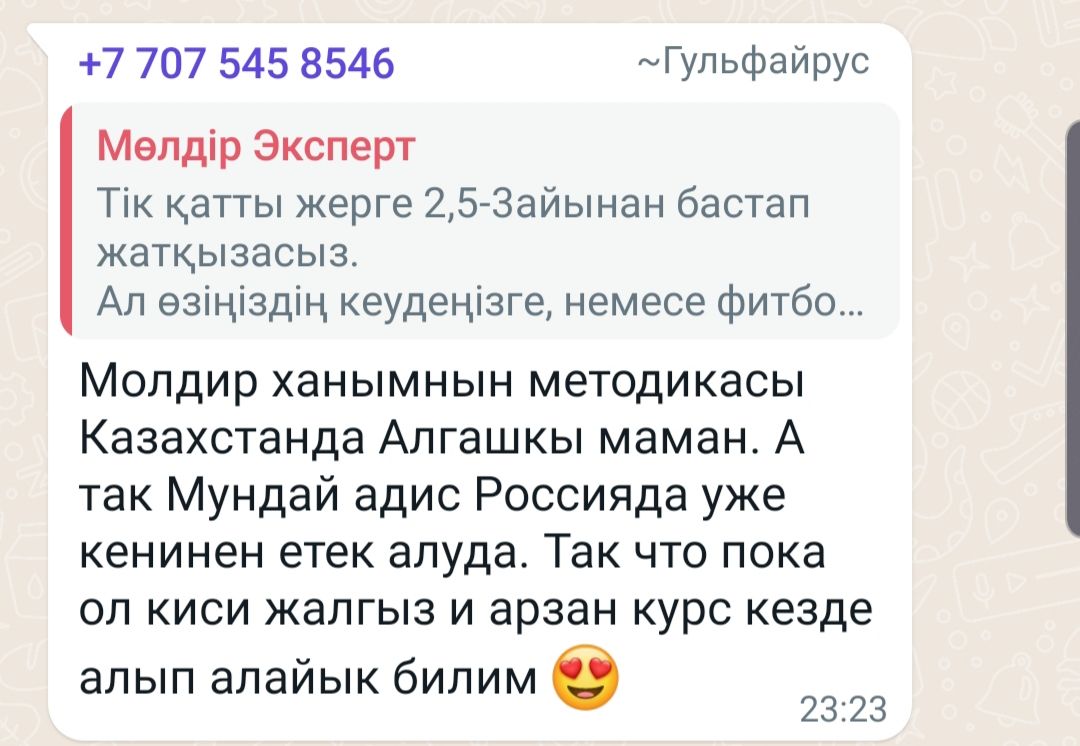 +7 707 545 8546 ~Гульфайрус
Мөлдір Эксперт
Тік қатты жерге 2,5-3айынан бастап
жатқызасыз.
Ал өзіңіздің кеудеңізге, немесе фитбо...
Молдир ханымнын методикасы
Казахстанда Алгашкы маман. А
так Мундай адис Россияда уже
кенинен етек алуда. Так что пока
ол киси жалгыз и арзан курс кезде
алып алайык билим 😍
23:23